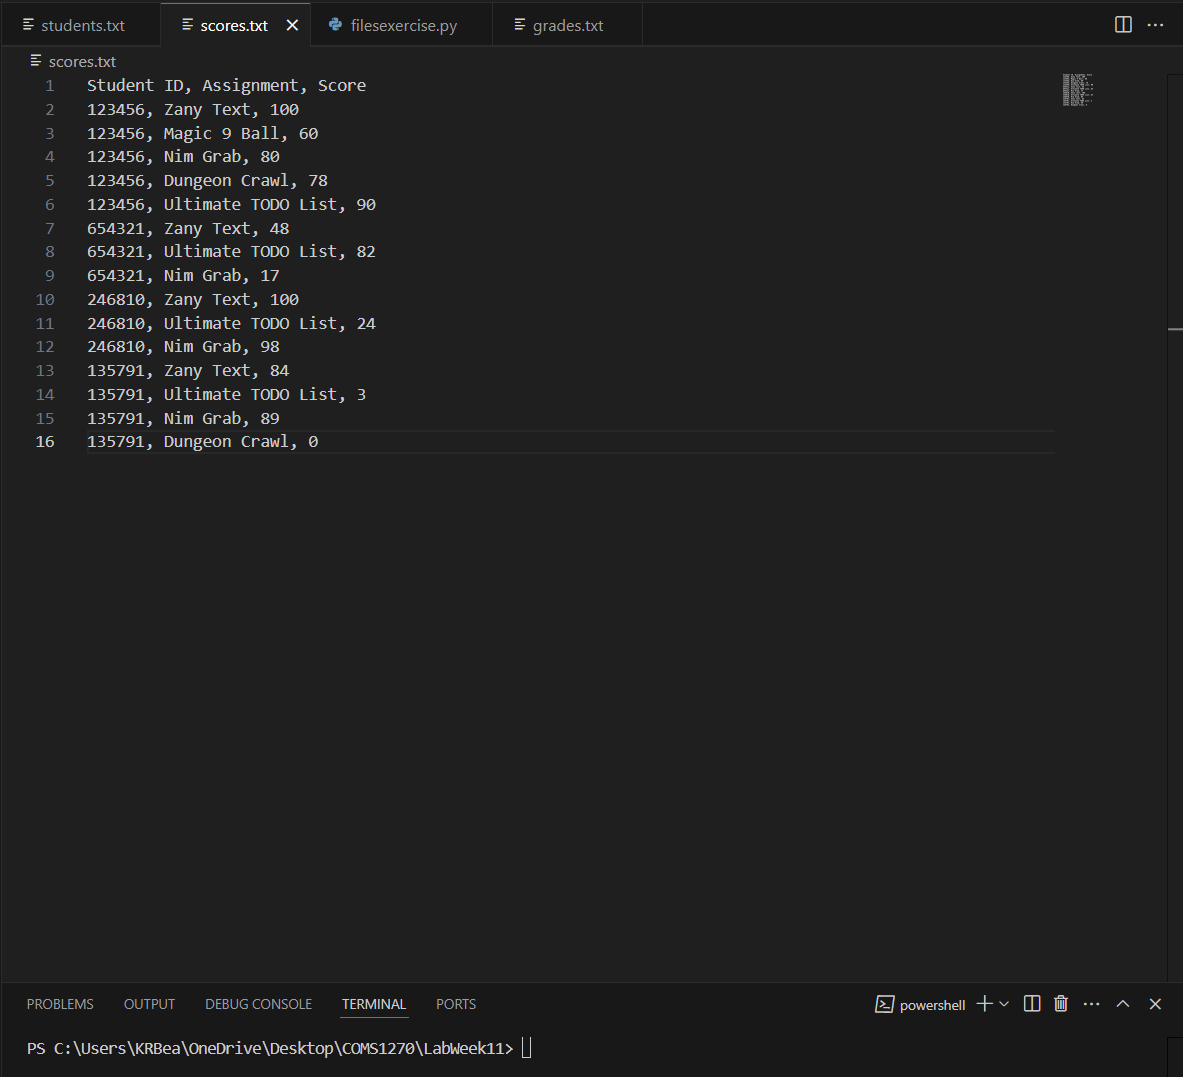 students.txt scores.txt filesexercise.py grades.txt
scores.txt
1 Student ID, Assignment, Score
2 123456, Zany Text, 100
3 123456, Magic 9 Ball, 60
4 123456, Nim Grab, 80
5 123456, Dungeon Crawl, 78
6 123456, Ultimate TODO List, 90
7 654321, Zany Text, 48
8 654321, Ultimate TODO List, 82
9 654321, Nim Grab, 17
10 246810, Zany Text, 100
11 246810, Ultimate TODO List, 24
12 246810, Nim Grab, 98
13 135791, Zany Text, 84
14 135791, Ultimate TODO List, 3
15 135791, Nim Grab, 89
16 135791, Dungeon Crawl, 0
PROBLEMS OUTPUT DEBUG CONSOLE TERMINAL PORTS powershell
PS C:\Users\KRBea\OneDrive\Desktop\COMS1270\LabWeek11>